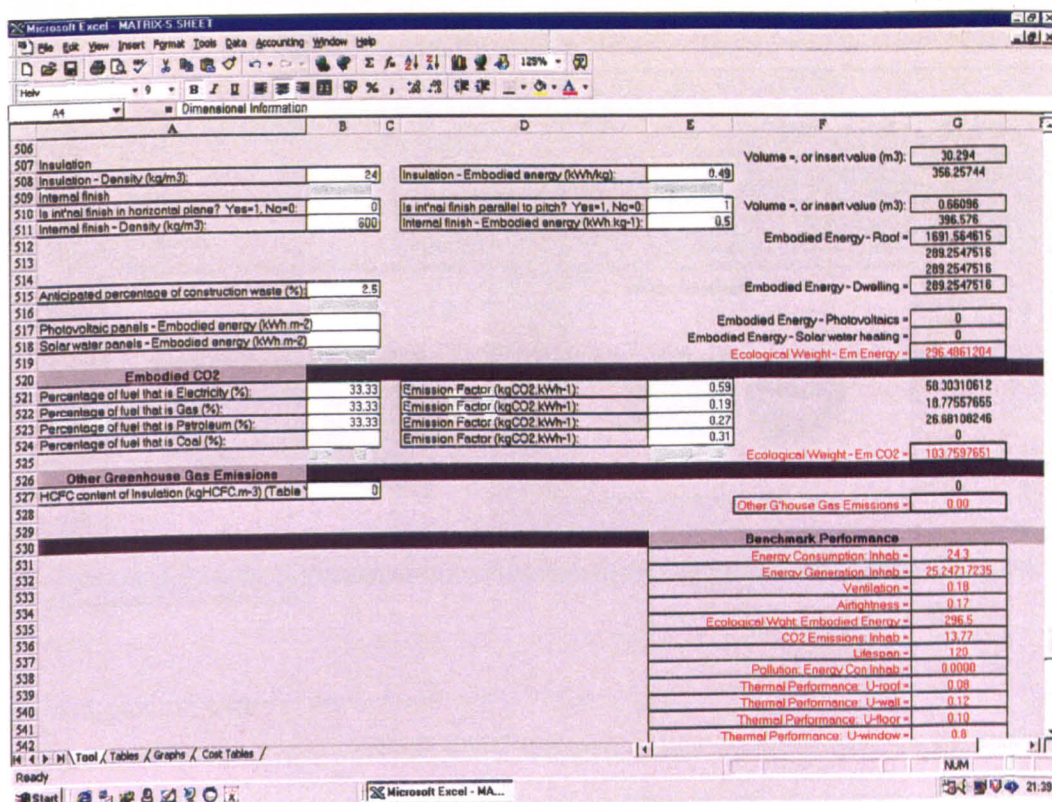 Microsoft Excel - MATRIX-S SHEET
File Edit View Insert Format Tools Data Accounting Window Help
125%
Helv 9 B I U
A4 = Dimensional Information
A B C D E F G
506 Volume =, or insert value (m3): 30.294
507 Insulation 356.25744
508 Insulation - Density (kg/m3): 24 Insulation - Embodied energy (kWh/kg): 0.49
509 Internal finish
510 Is int'nal finish in horizontal plane? Yes=1, No=0: 0 Is int'nal finish parallel to pitch? Yes=1, No=0: 1 Volume =, or insert value (m3): 0.66096
511 Internal finish - Density (kg/m3): 600 Internal finish - Embodied energy (kWh.kg-1): 0.5 396.576
512 Embodied Energy - Roof = 1691.564615
513 289.2547516
514 289.2547516
515 Anticipated percentage of construction waste (%): 2.5 Embodied Energy - Dwelling = 289.2547516
516
517 Photovoltaic panels - Embodied energy (kWh.m-2) Embodied Energy - Photovoltaics = 0
518 Solar water panels - Embodied energy (kWh.m-2) Embodied Energy - Solar water heating = 0
519 Ecological Weight - Em Energy = 296.4861204
520 Embodied CO2
521 Percentage of fuel that is Electricity (%): 33.33 Emission Factor (kgCO2.kWh-1): 0.59 58.30310612
522 Percentage of fuel that is Gas (%): 33.33 Emission Factor (kgCO2.kWh-1): 0.19 18.77557655
523 Percentage of fuel that is Petroleum (%): 33.33 Emission Factor (kgCO2.kWh-1): 0.27 26.68108246
524 Percentage of fuel that is Coal (%): Emission Factor (kgCO2.kWh-1): 0.31 0
525 Ecological Weight - Em CO2 = 103.7597651
526 Other Greenhouse Gas Emissions
527 HCFC content of Insulation (kgHCFC.m-3) (Table 0 0
528 Other G'house Gas Emissions = 0.00
529
530 Benchmark Performance
531 Energy Consumption: Inhab = 24.3
532 Energy Generation: Inhab = 25.24717235
533 Ventilation = 0.18
534 Airtightness = 0.17
535 Ecological Wght: Embodied Energy = 296.5
536 CO2 Emissions: Inhab = 13.77
537 Lifespan = 120
538 Pollution: Energy Con Inhab = 0.0000
539 Thermal Performance: U-roof = 0.08
540 Thermal Performance: U-wall = 0.12
541 Thermal Performance: U-floor = 0.10
542 Thermal Performance: U-window = 0.8
Tool / Tables / Graphs / Cost Tables
Ready NUM
Start Microsoft Excel - MA... 21:39